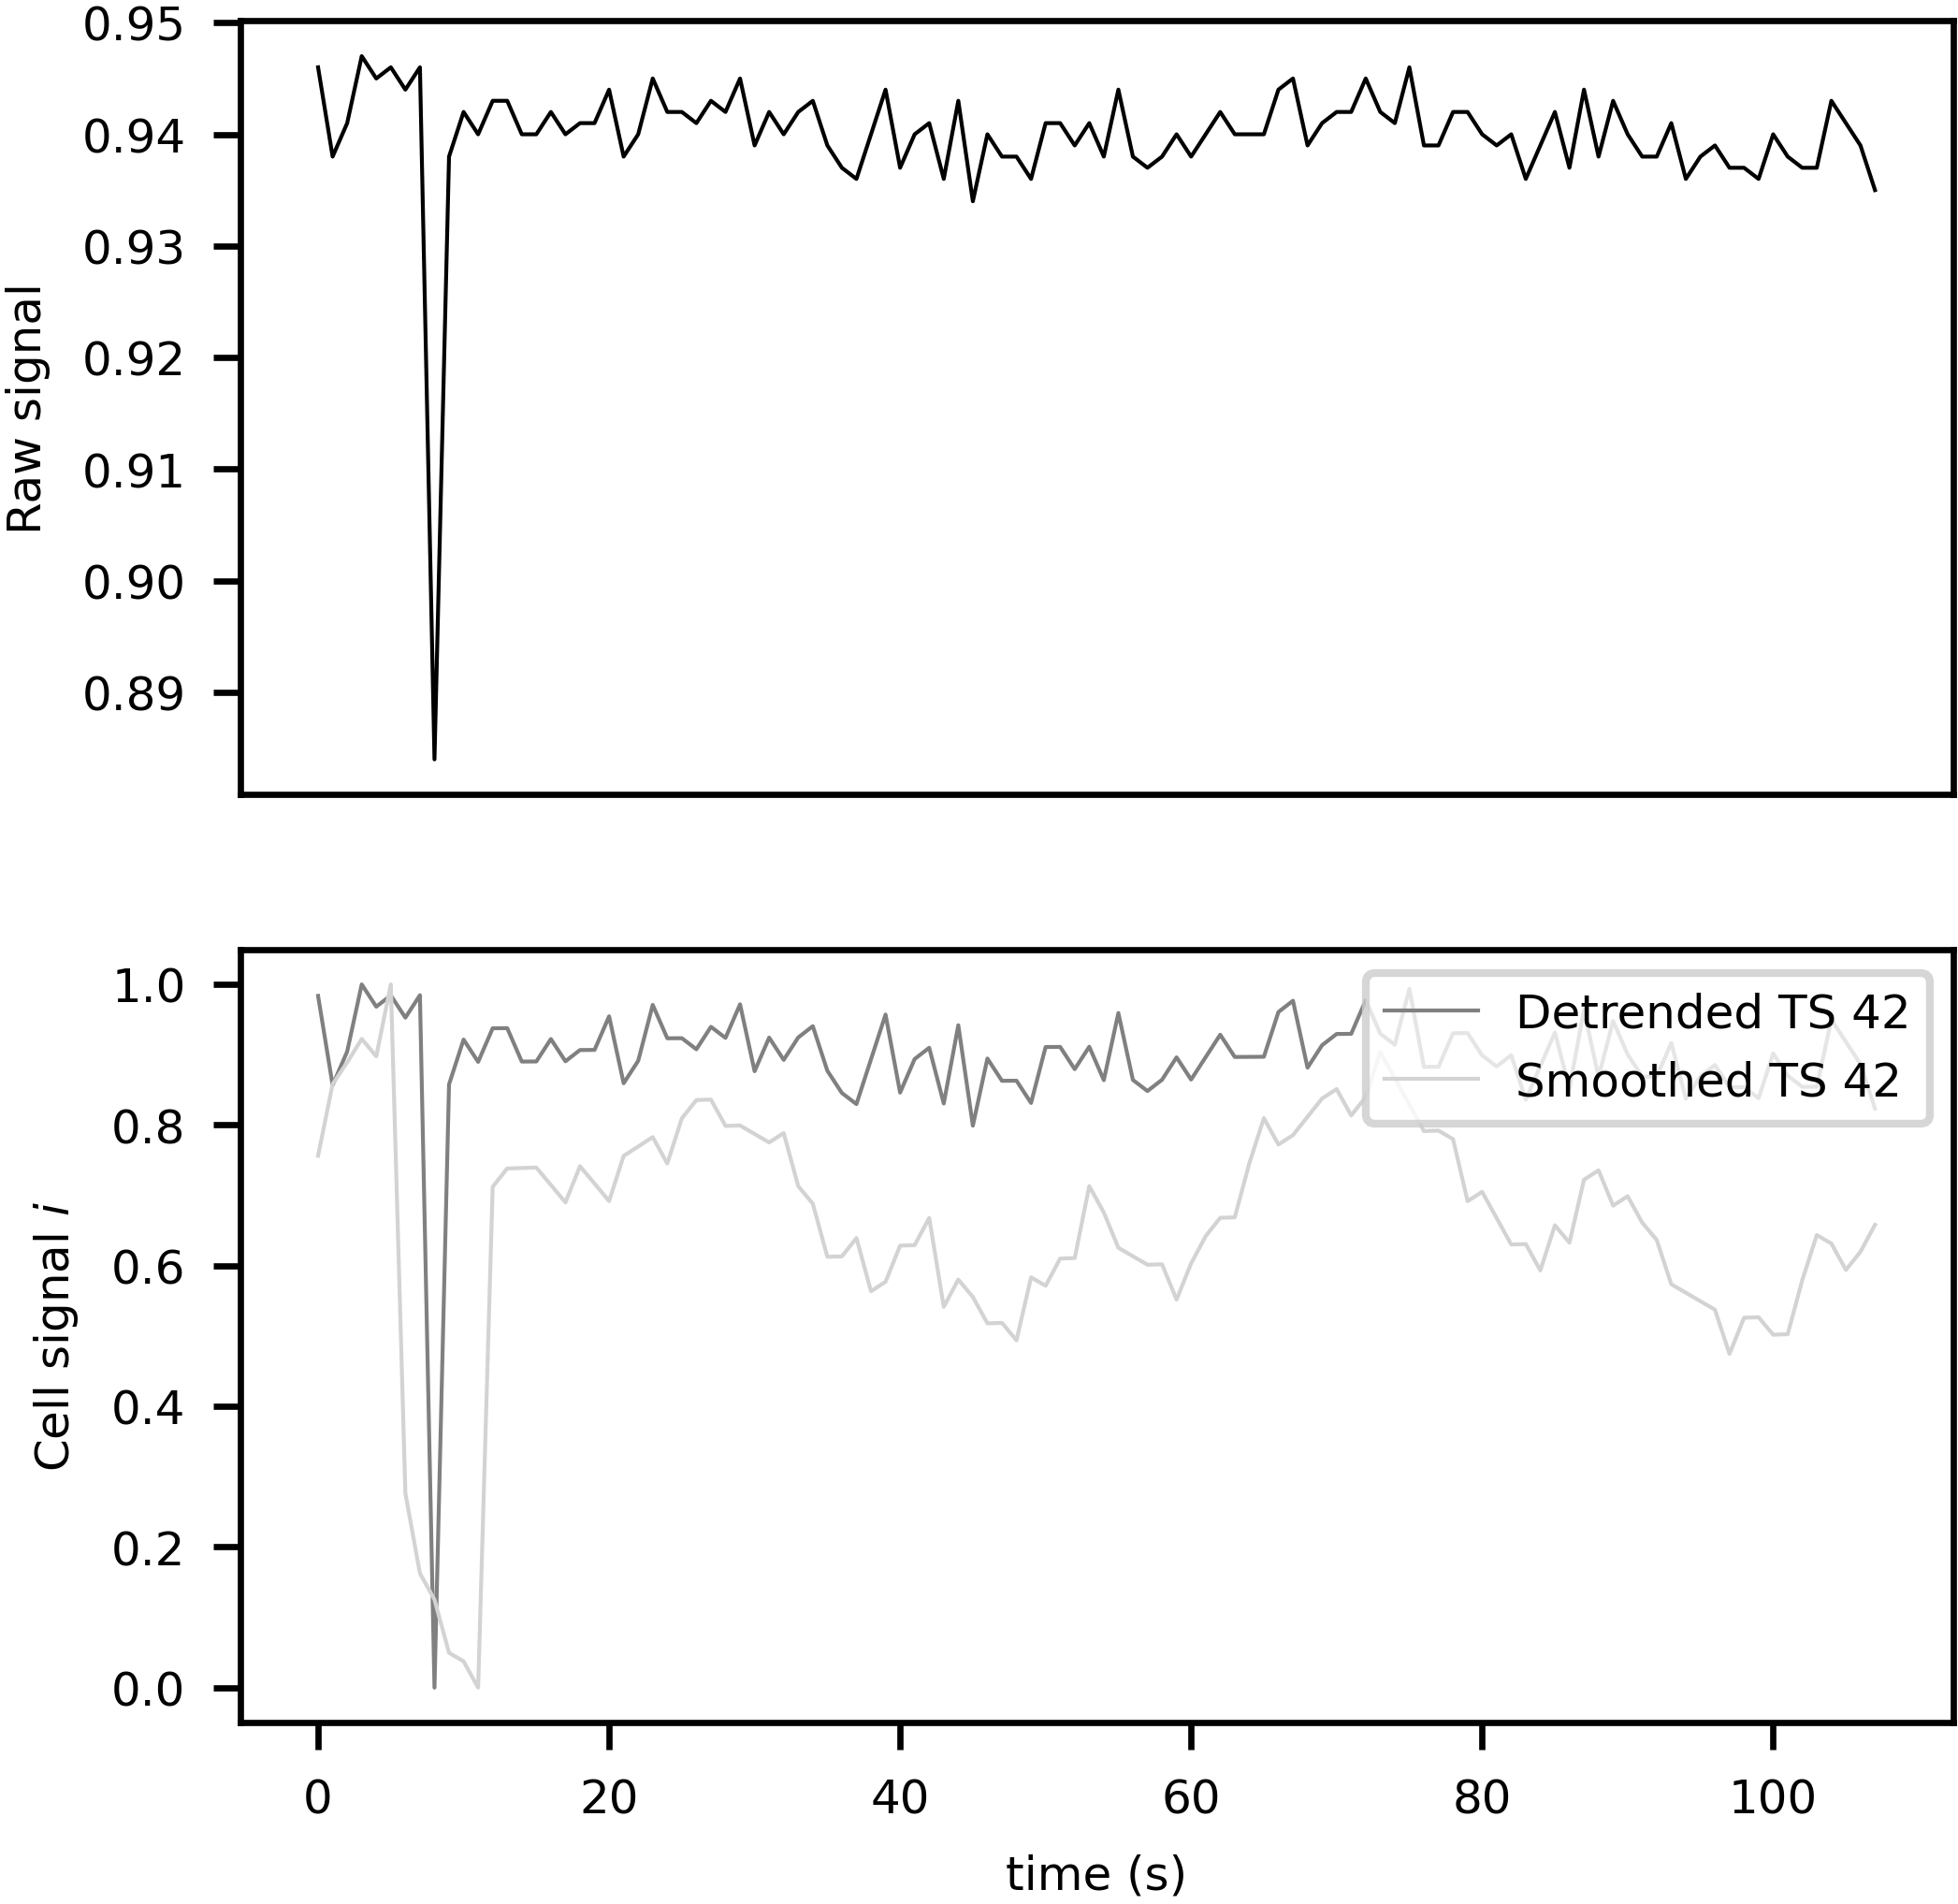 0.95
0.94
0.93
0.92
0.91
0.90
0.89
Raw signal
1.0
0.8
0.6
0.4
0.2
0.0
Cell signal i
Detrended TS 42
Smoothed TS 42
0 20 40 60 80 100
time (s)